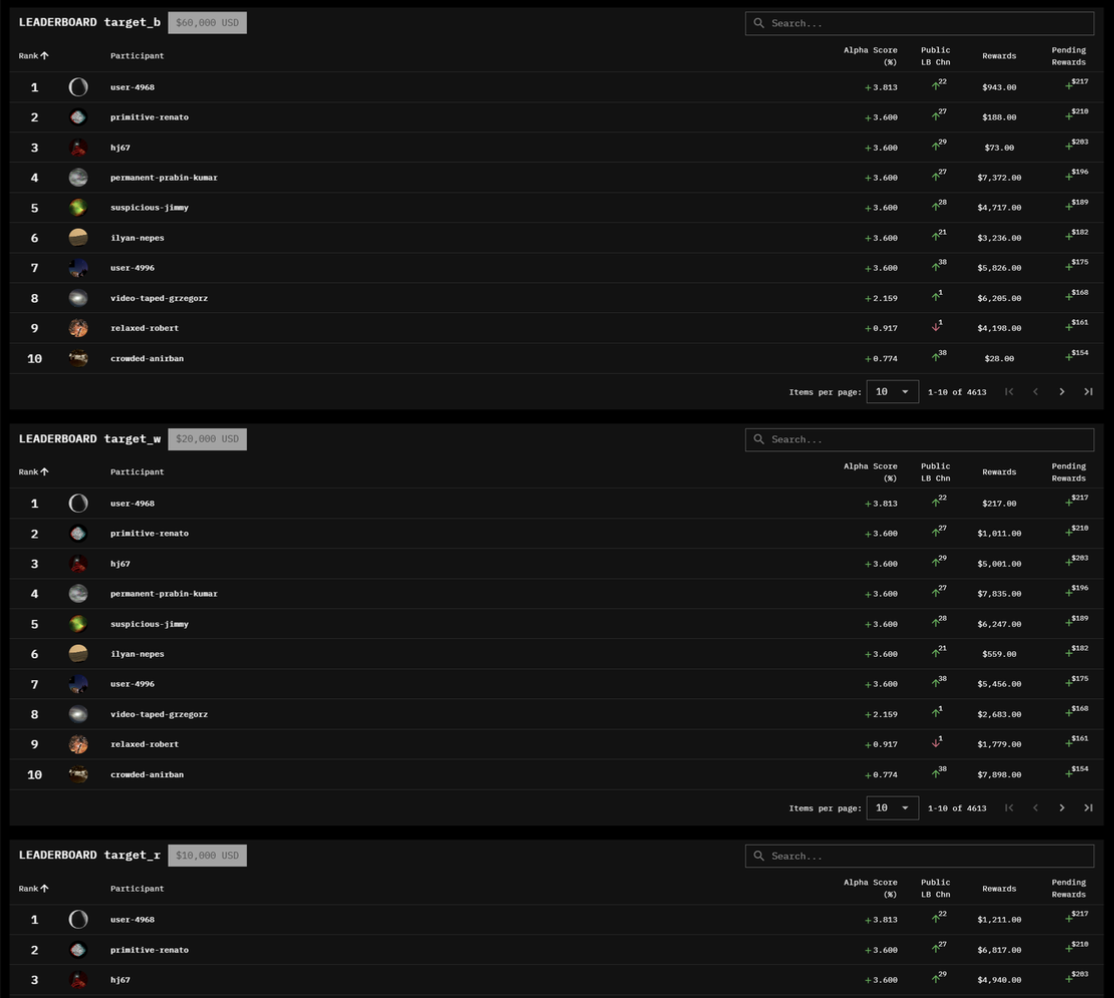 LEADERBOARD target_b $60,000 USD Search...
Rank Participant Alpha Score (%) Public LB Chn Rewards Pending Rewards
1 user-4968 +3.813 ↑22 $943.00 +$217
2 primitive-renato +3.600 ↑27 $188.00 +$210
3 hj67 +3.600 ↑29 $73.00 +$203
4 permanent-prabin-kumar +3.600 ↑27 $7,372.00 +$196
5 suspicious-jimmy +3.600 ↑28 $4,717.00 +$189
6 ilyan-nepes +3.600 ↑21 $3,236.00 +$182
7 user-4996 +3.600 ↑38 $5,826.00 +$175
8 video-taped-grzegorz +2.159 ↑1 $6,205.00 +$168
9 relaxed-robert +0.917 ↓1 $4,198.00 +$161
10 crowded-anirban +0.774 ↑38 $28.00 +$154
Items per page: 10 1-10 of 4613
LEADERBOARD target_w $20,000 USD Search...
Rank Participant Alpha Score (%) Public LB Chn Rewards Pending Rewards
1 user-4968 +3.813 ↑22 $217.00 +$217
2 primitive-renato +3.600 ↑27 $1,011.00 +$210
3 hj67 +3.600 ↑29 $5,001.00 +$203
4 permanent-prabin-kumar +3.600 ↑27 $7,835.00 +$196
5 suspicious-jimmy +3.600 ↑28 $6,247.00 +$189
6 ilyan-nepes +3.600 ↑21 $559.00 +$182
7 user-4996 +3.600 ↑38 $5,456.00 +$175
8 video-taped-grzegorz +2.159 ↑1 $2,683.00 +$168
9 relaxed-robert +0.917 ↓1 $1,779.00 +$161
10 crowded-anirban +0.774 ↑38 $7,898.00 +$154
Items per page: 10 1-10 of 4613
LEADERBOARD target_r $10,000 USD Search...
Rank Participant Alpha Score (%) Public LB Chn Rewards Pending Rewards
1 user-4968 +3.813 ↑22 $1,211.00 +$217
2 primitive-renato +3.600 ↑27 $6,817.00 +$210
3 hj67 +3.600 ↑29 $4,940.00 +$203